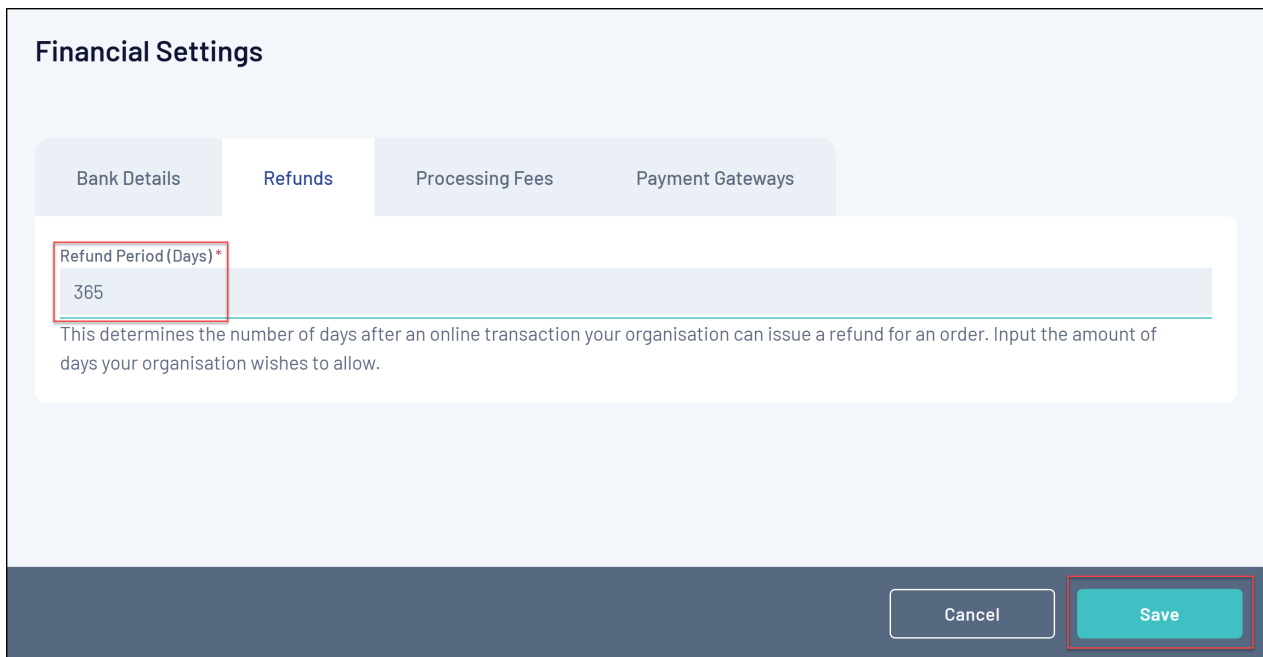 Financial Settings
Bank Details
Refunds
Processing Fees
Payment Gateways
Refund Period (Days) *
365
This determines the number of days after an online transaction your organisation can issue a refund for an order. Input the amount of
days your organisation wishes to allow.
Cancel
Save